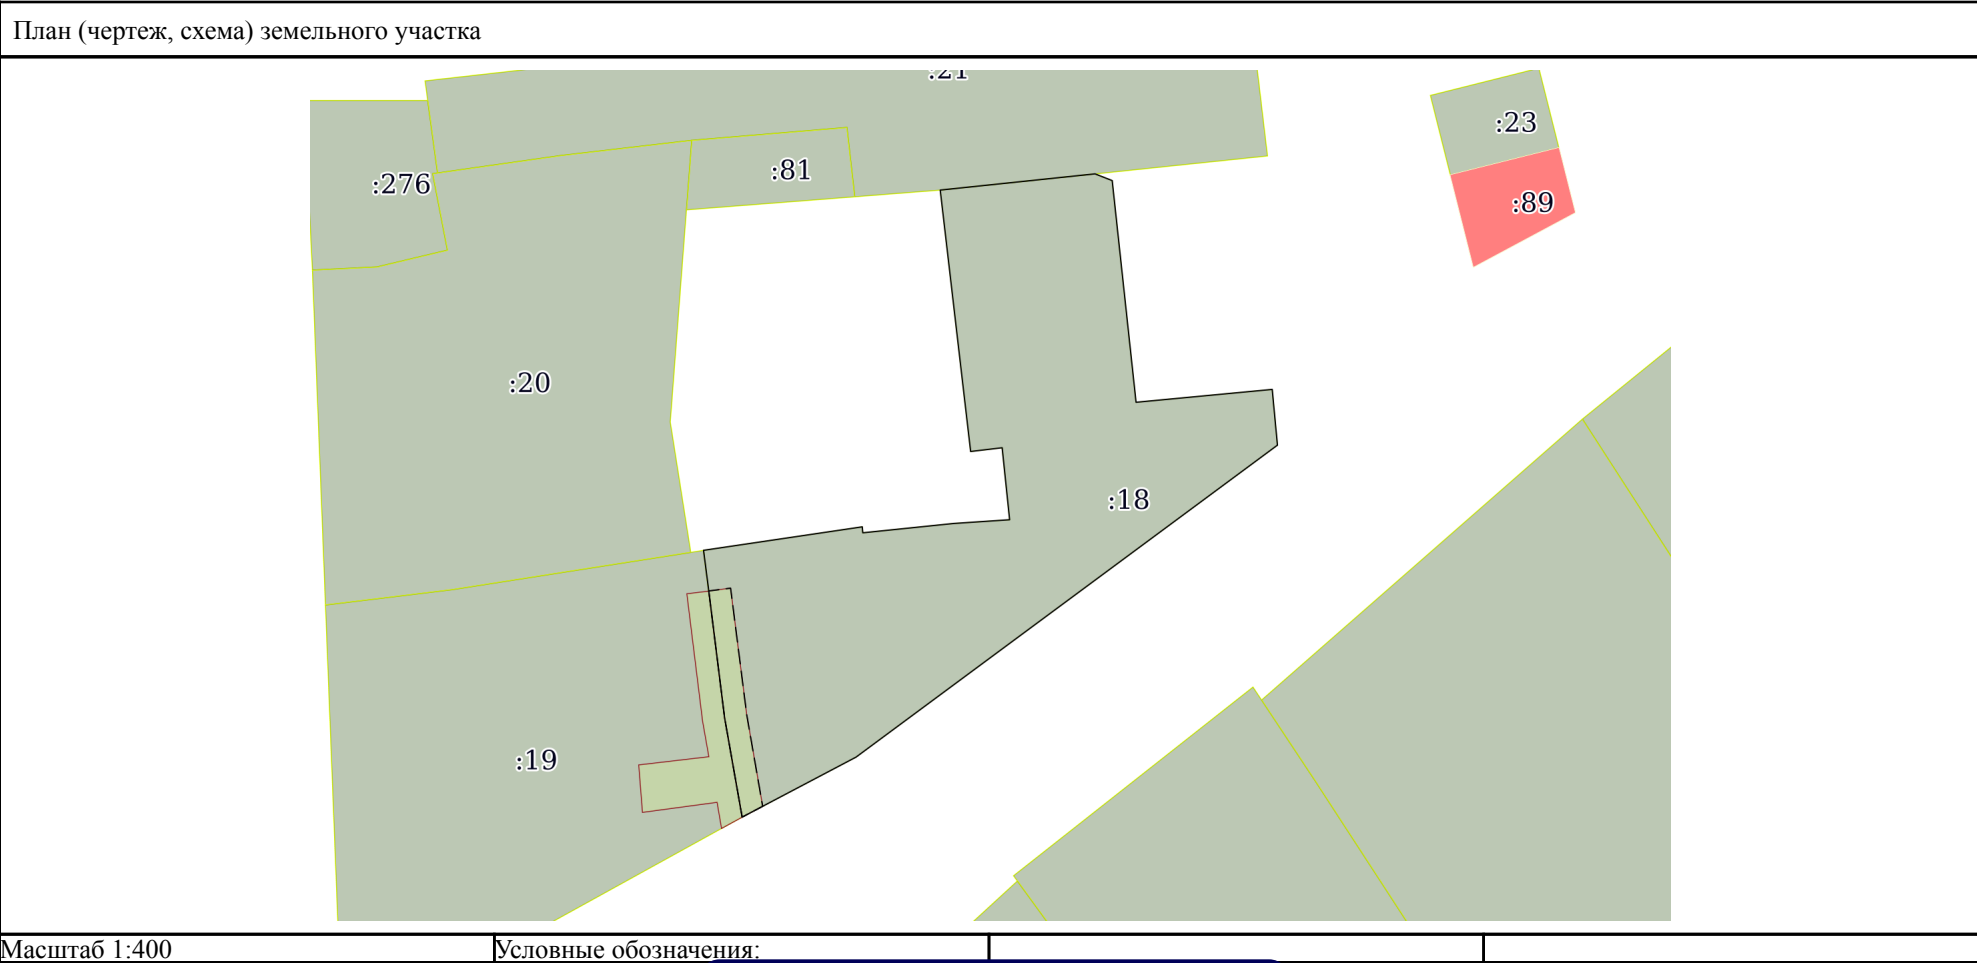 План (чертеж, схема) земельного участка
:21
:23
:81
:276
:89
:20
:18
:19
Масштаб 1:400
Условные обозначения: